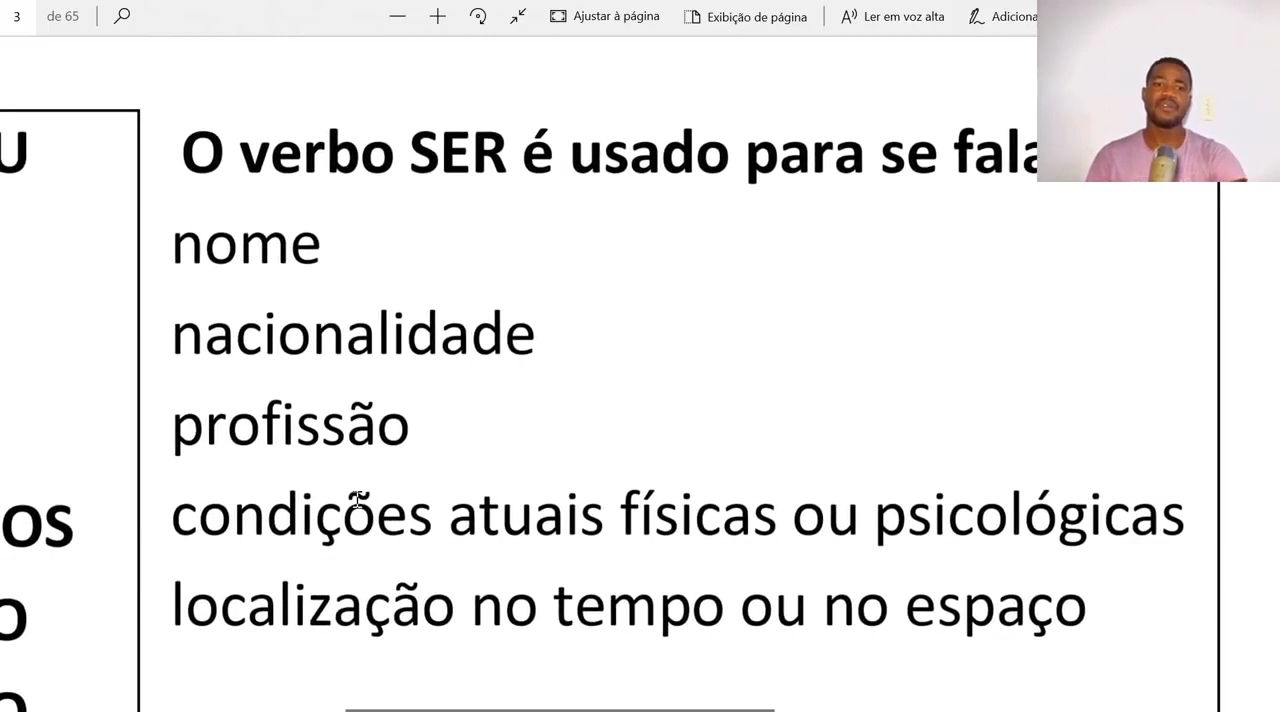 3 de 65 Ajustar à página Exibição de página Ler em voz alta Adiciona
U
O verbo SER é usado para se fala
nome
nacionalidade
profissão
condições atuais físicas ou psicológicas
OS
localização no tempo ou no espaço
O
O